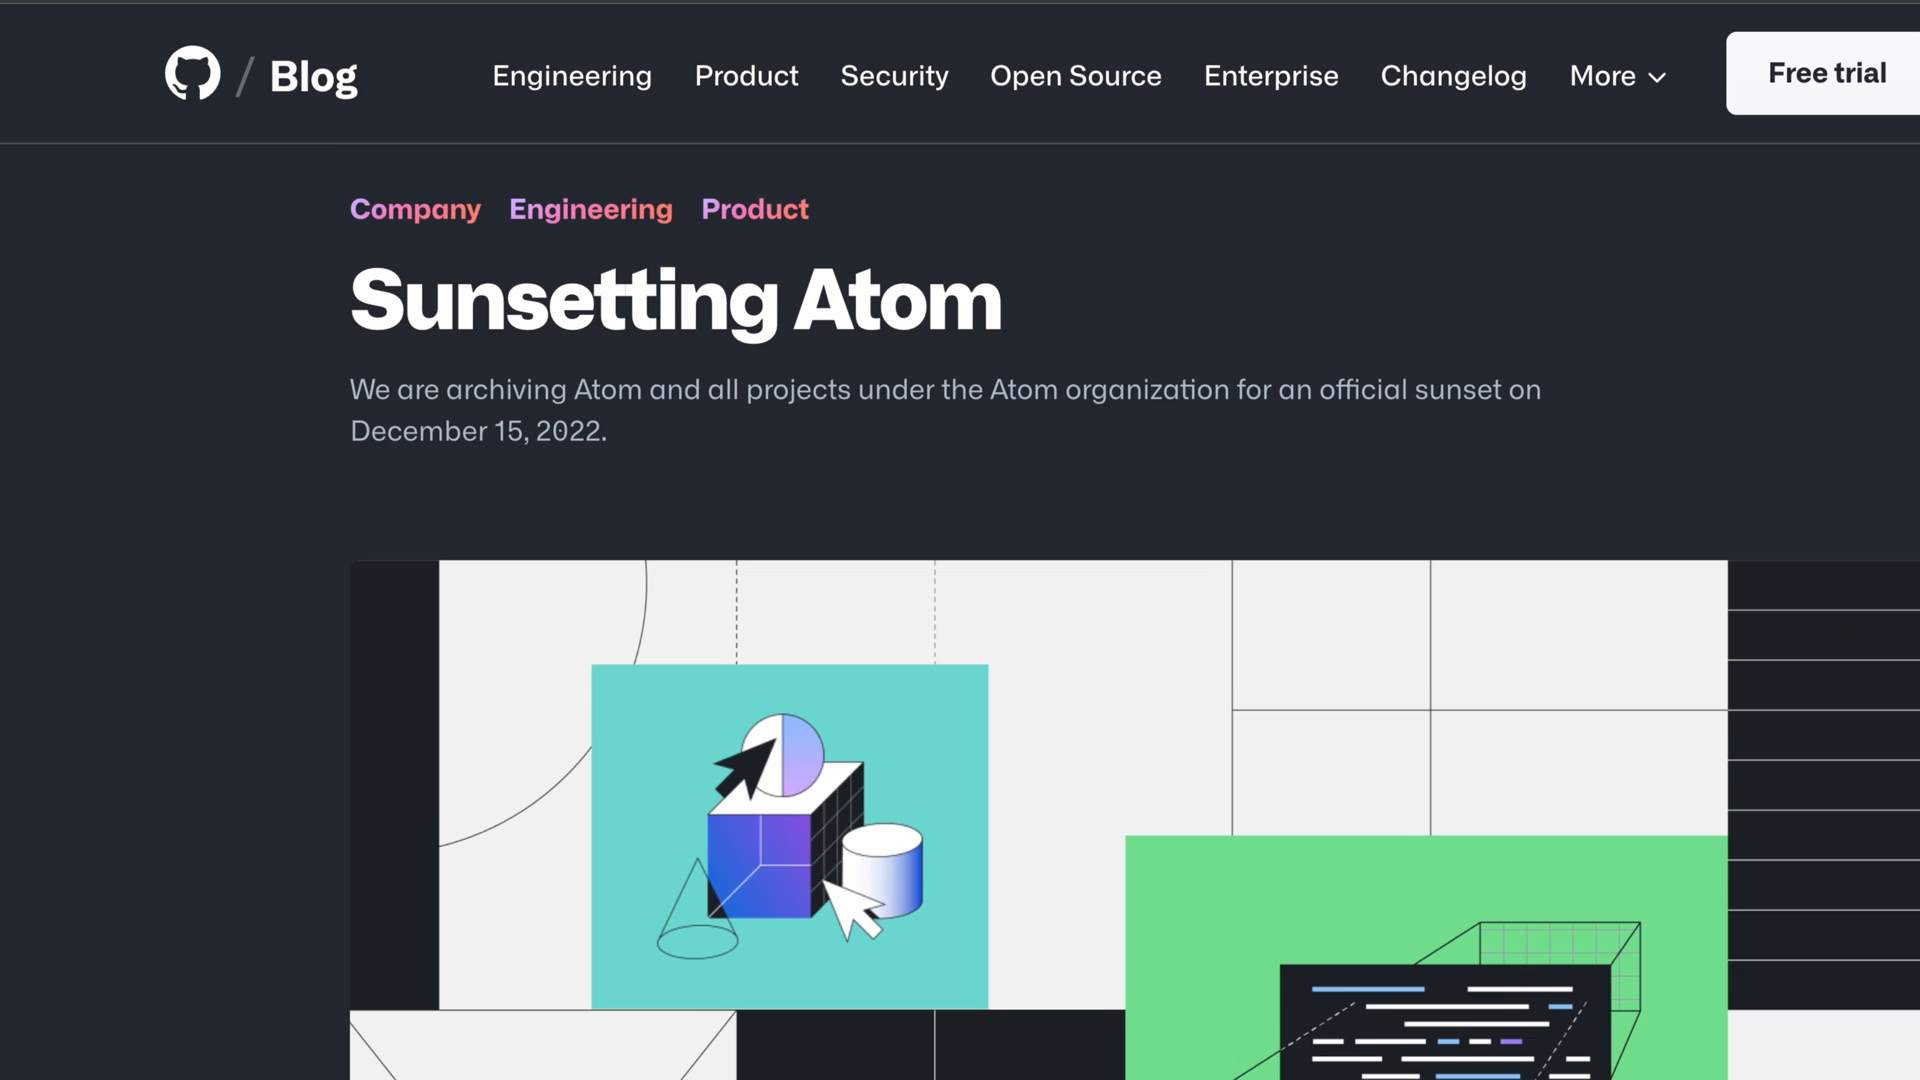 / Blog Engineering Product Security Open Source Enterprise Changelog More Free trial
Company Engineering Product
Sunsetting Atom
We are archiving Atom and all projects under the Atom organization for an official sunset on
December 15, 2022.